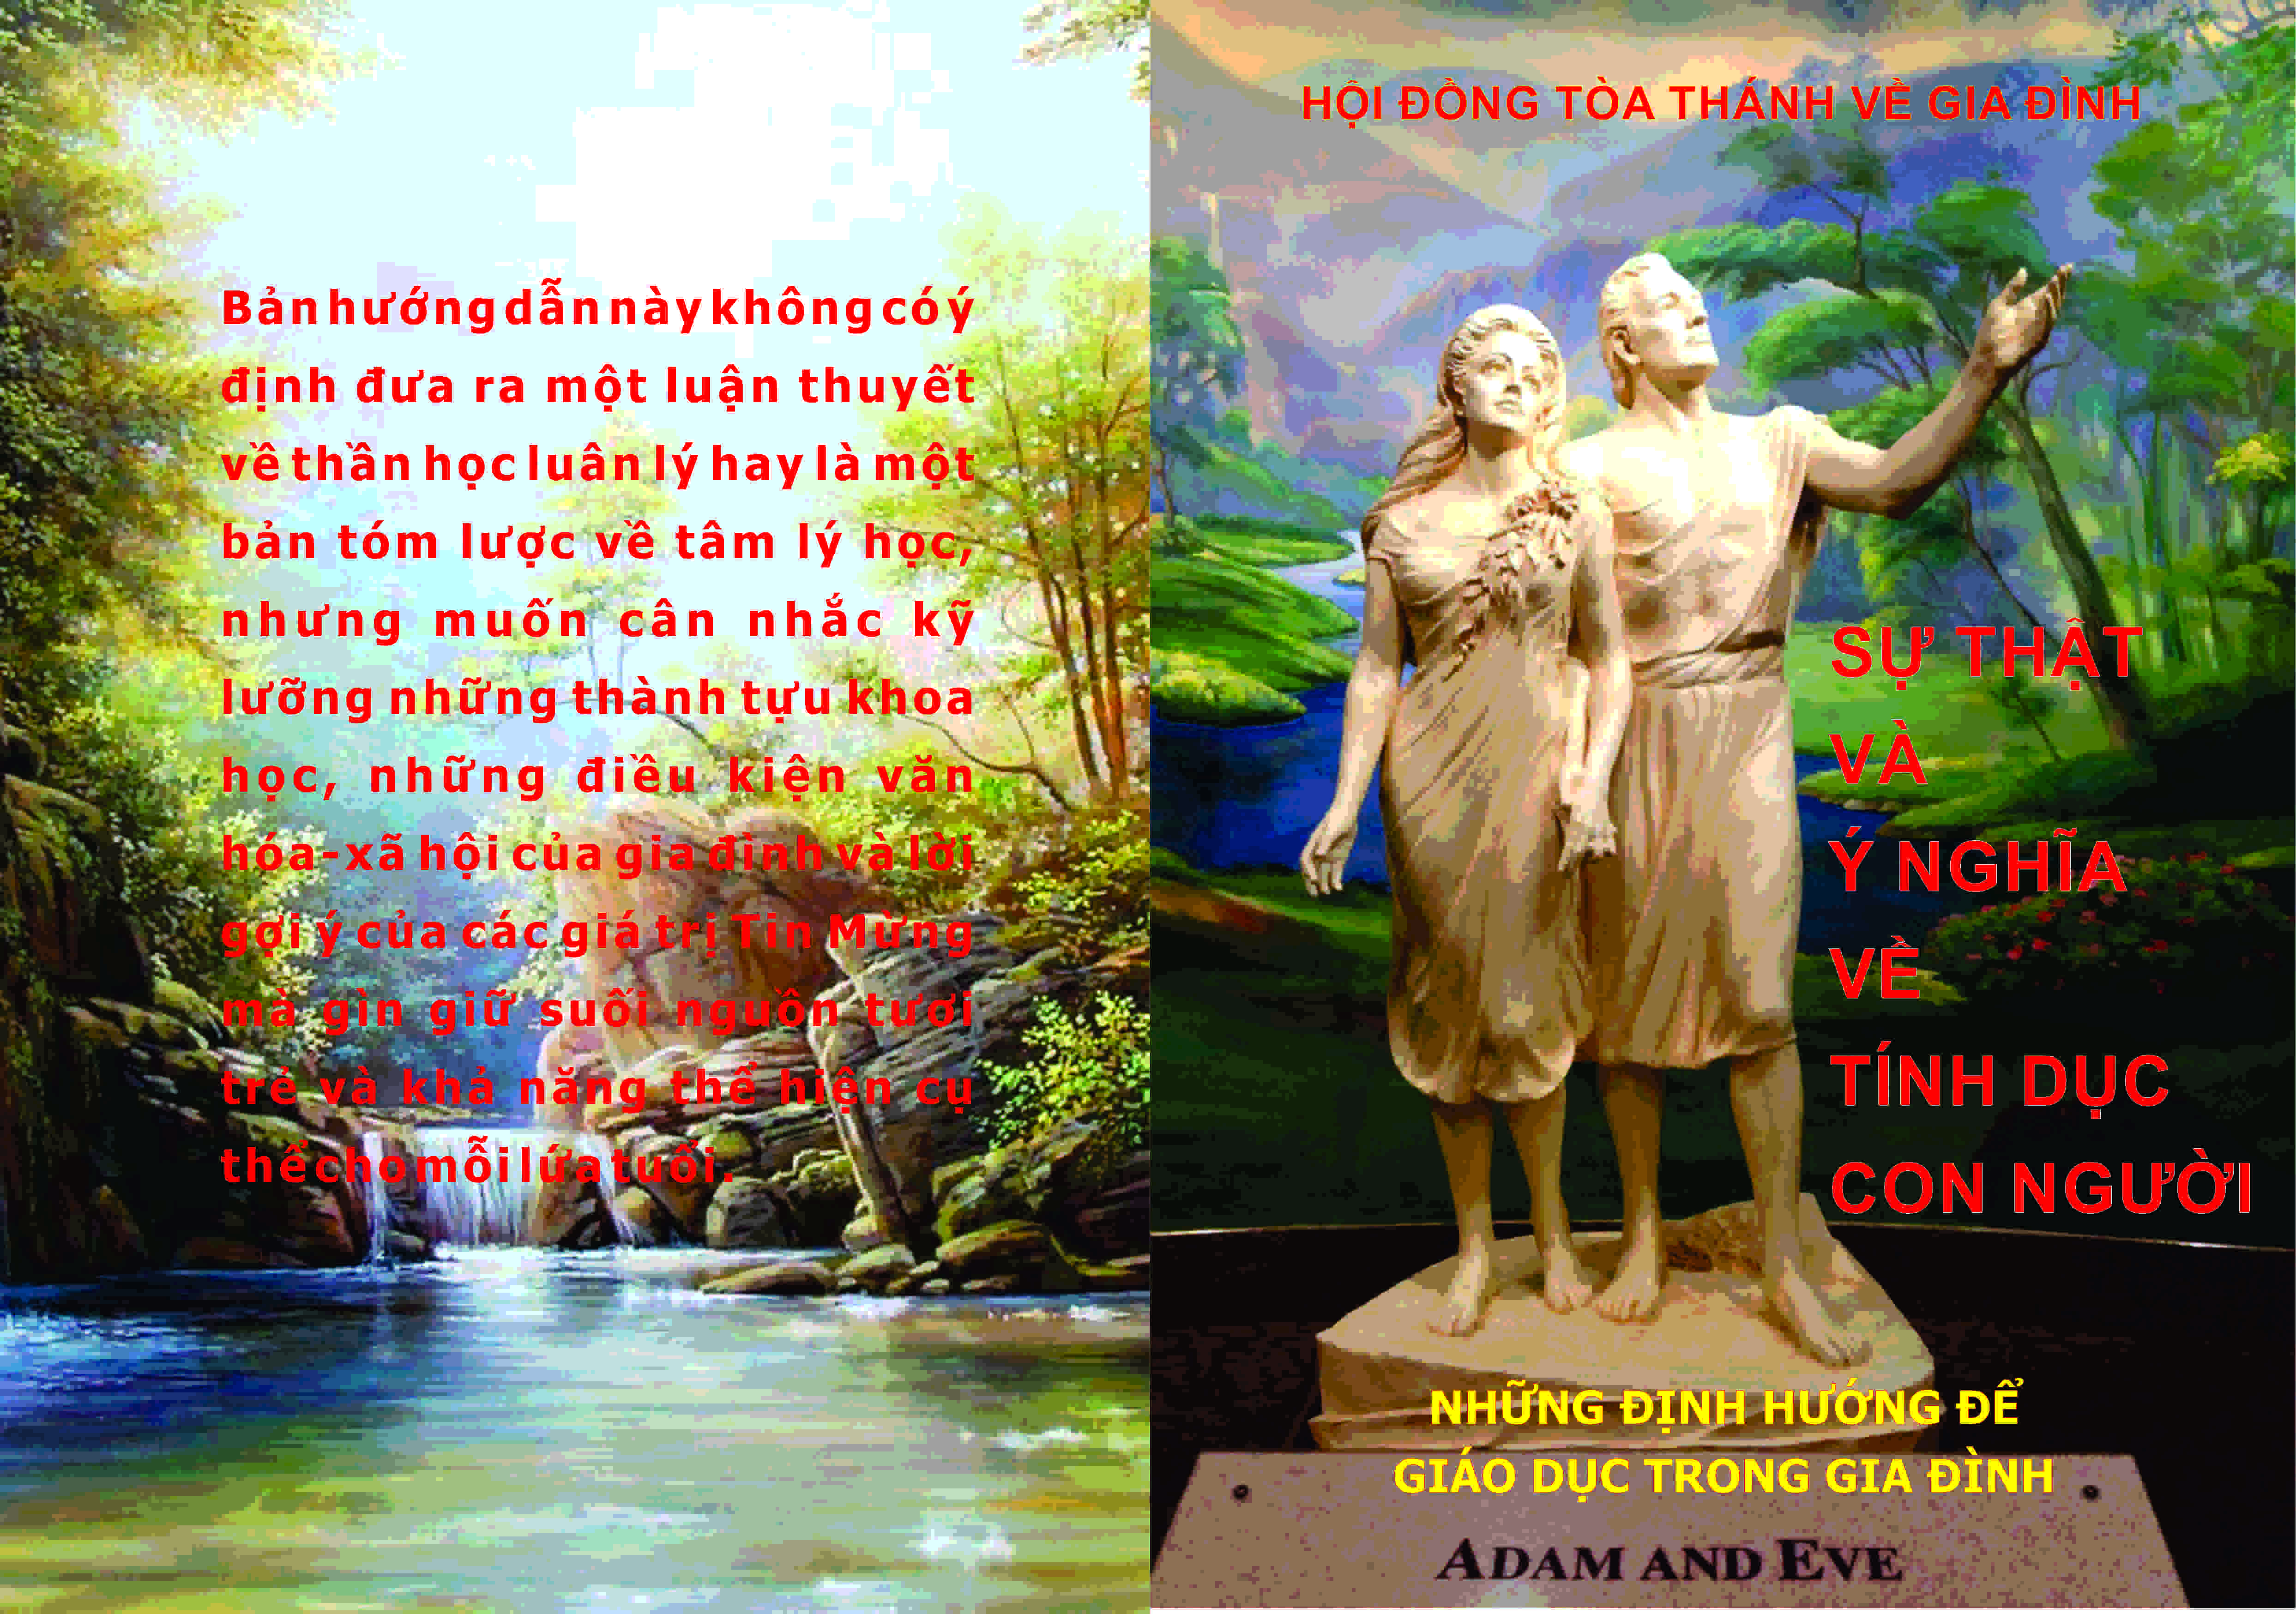 Bản hướng dẫn này không có ý
định đưa ra một luận thuyết
về thần học luân lý hay là một
bản tóm lược về tâm lý học,
nhưng muốn cân nhắc kỹ
lưỡng những thành tựu khoa
học, những điều kiện văn
hóa-xã hội của gia đình và lời
gợi ý của các giá trị Tin Mừng
mà gìn giữ suối nguồn tươi
trẻ và khả năng thể hiện cụ
thể cho mỗi lứa tuổi.
HỘI ĐỒNG TÒA THÁNH VỀ GIA ĐÌNH
SỰ THẬT
VÀ
Ý NGHĨA
VỀ
TÍNH DỤC
CON NGƯỜI
NHỮNG ĐỊNH HƯỚNG ĐỂ
GIÁO DỤC TRONG GIA ĐÌNH
ADAM AND EVE